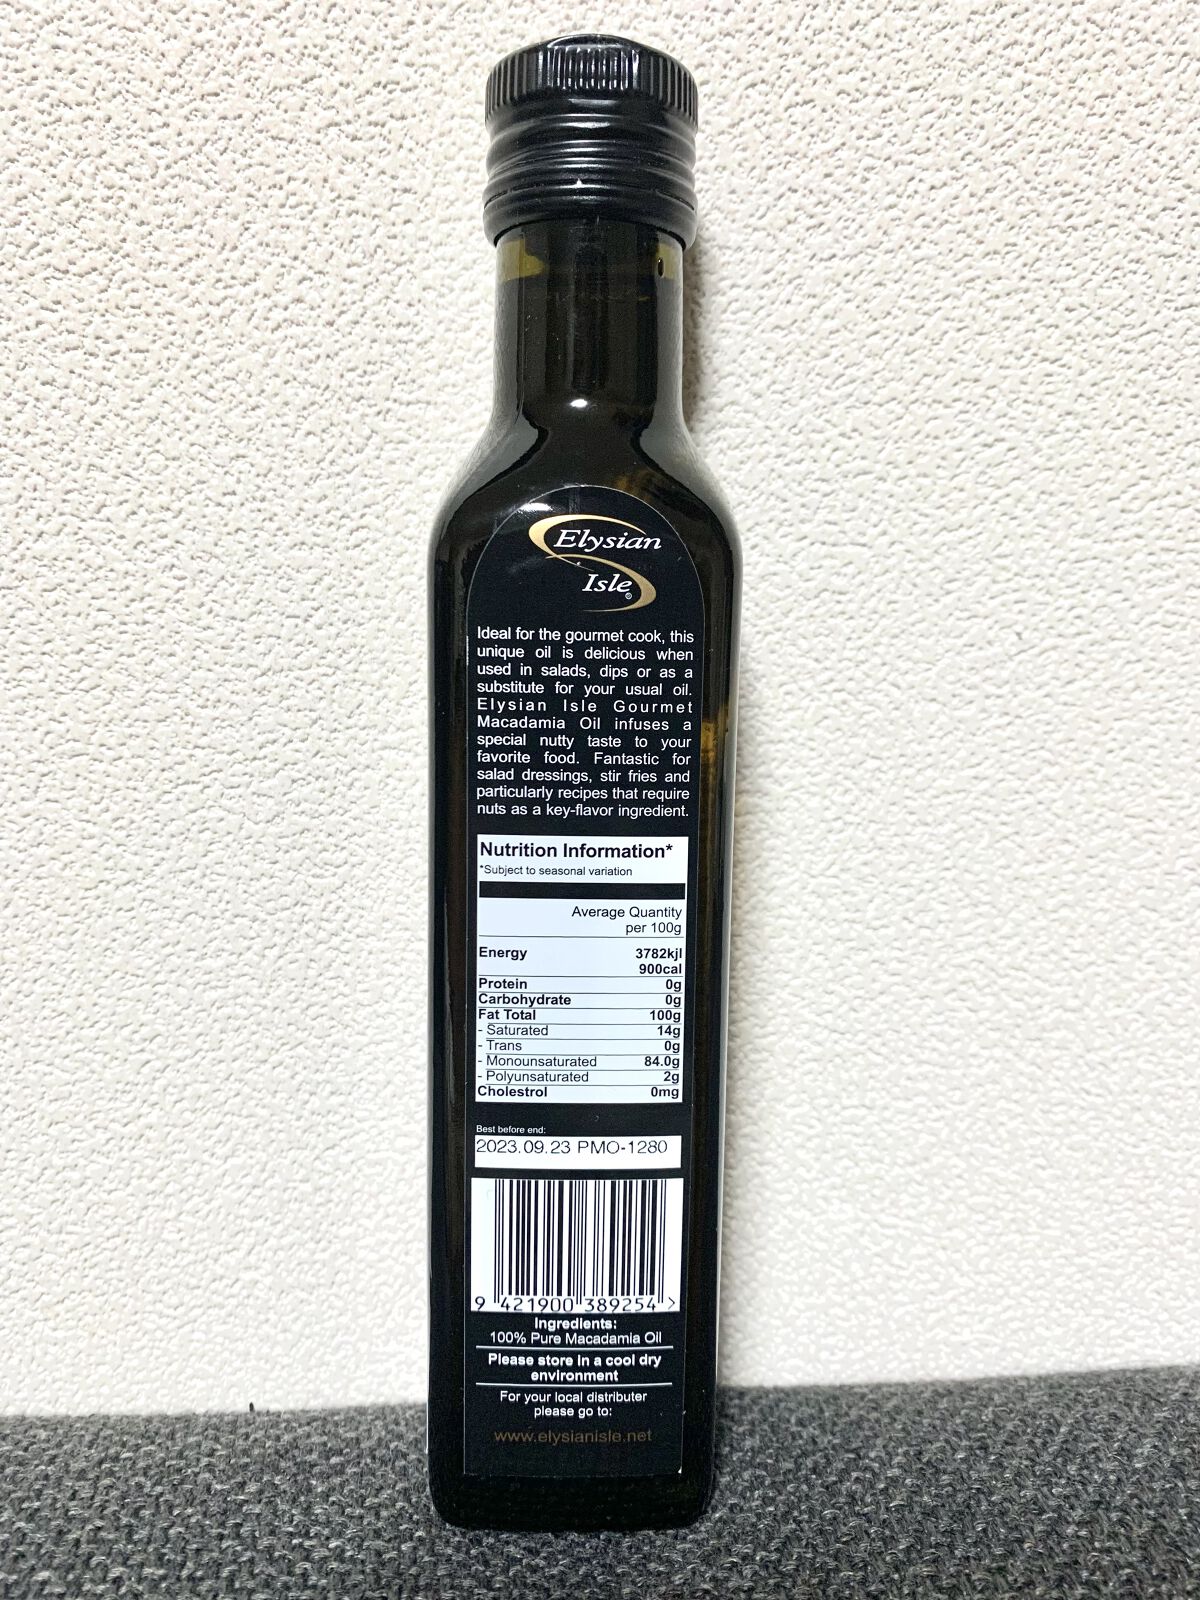 Elysian
Isle®
Ideal for the gourmet cook, this
unique oil is delicious when
used in salads, dips or as a
substitute for your usual oil.
Elysian Isle Gourmet
Macadamia Oil infuses a
special nutty taste to your
favorite food. Fantastic for
salad dressings, stir fries and
particularly recipes that require
nuts as a key-flavor ingredient.
Nutrition Information*
*Subject to seasonal variation
Average Quantity
per 100g
Energy 3782kjl
900cal
Protein 0g
Carbohydrate 0g
Fat Total 100g
- Saturated 14g
- Trans 0g
- Monounsaturated 84.0g
- Polyunsaturated 2g
Cholestrol 0mg
Best before end:
2023.09.23 PMO-1280
9 421900 389254 >
Ingredients:
100% Pure Macadamia Oil
Please store in a cool dry
environment
For your local distributer
please go to:
www.elysianisle.net